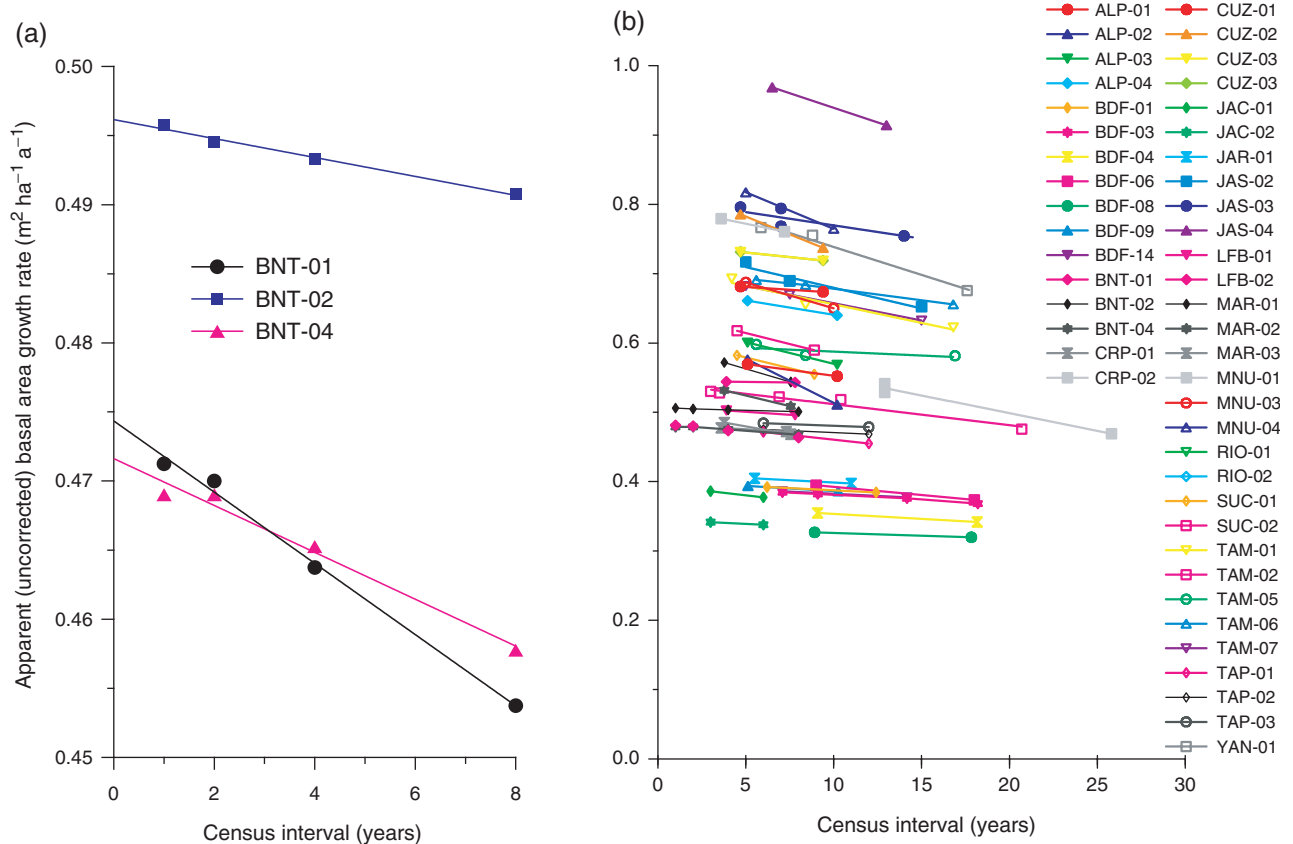 (a)
Apparent (uncorrected) basal area growth rate (m² ha⁻¹ a⁻¹)
0.50
0.49
0.48
0.47
0.46
0.45
BNT-01
BNT-02
BNT-04
0 2 4 6 8
Census interval (years)
(b)
1.0
0.8
0.6
0.4
0.2
0.0
0 5 10 15 20 25 30
Census interval (years)
ALP-01
ALP-02
ALP-03
ALP-04
BDF-01
BDF-03
BDF-04
BDF-06
BDF-08
BDF-09
BDF-14
BNT-01
BNT-02
BNT-04
CRP-01
CRP-02
CUZ-01
CUZ-02
CUZ-03
CUZ-03
JAC-01
JAC-02
JAR-01
JAS-02
JAS-03
JAS-04
LFB-01
LFB-02
MAR-01
MAR-02
MAR-03
MNU-01
MNU-03
MNU-04
RIO-01
RIO-02
SUC-01
SUC-02
TAM-01
TAM-02
TAM-05
TAM-06
TAM-07
TAP-01
TAP-02
TAP-03
YAN-01